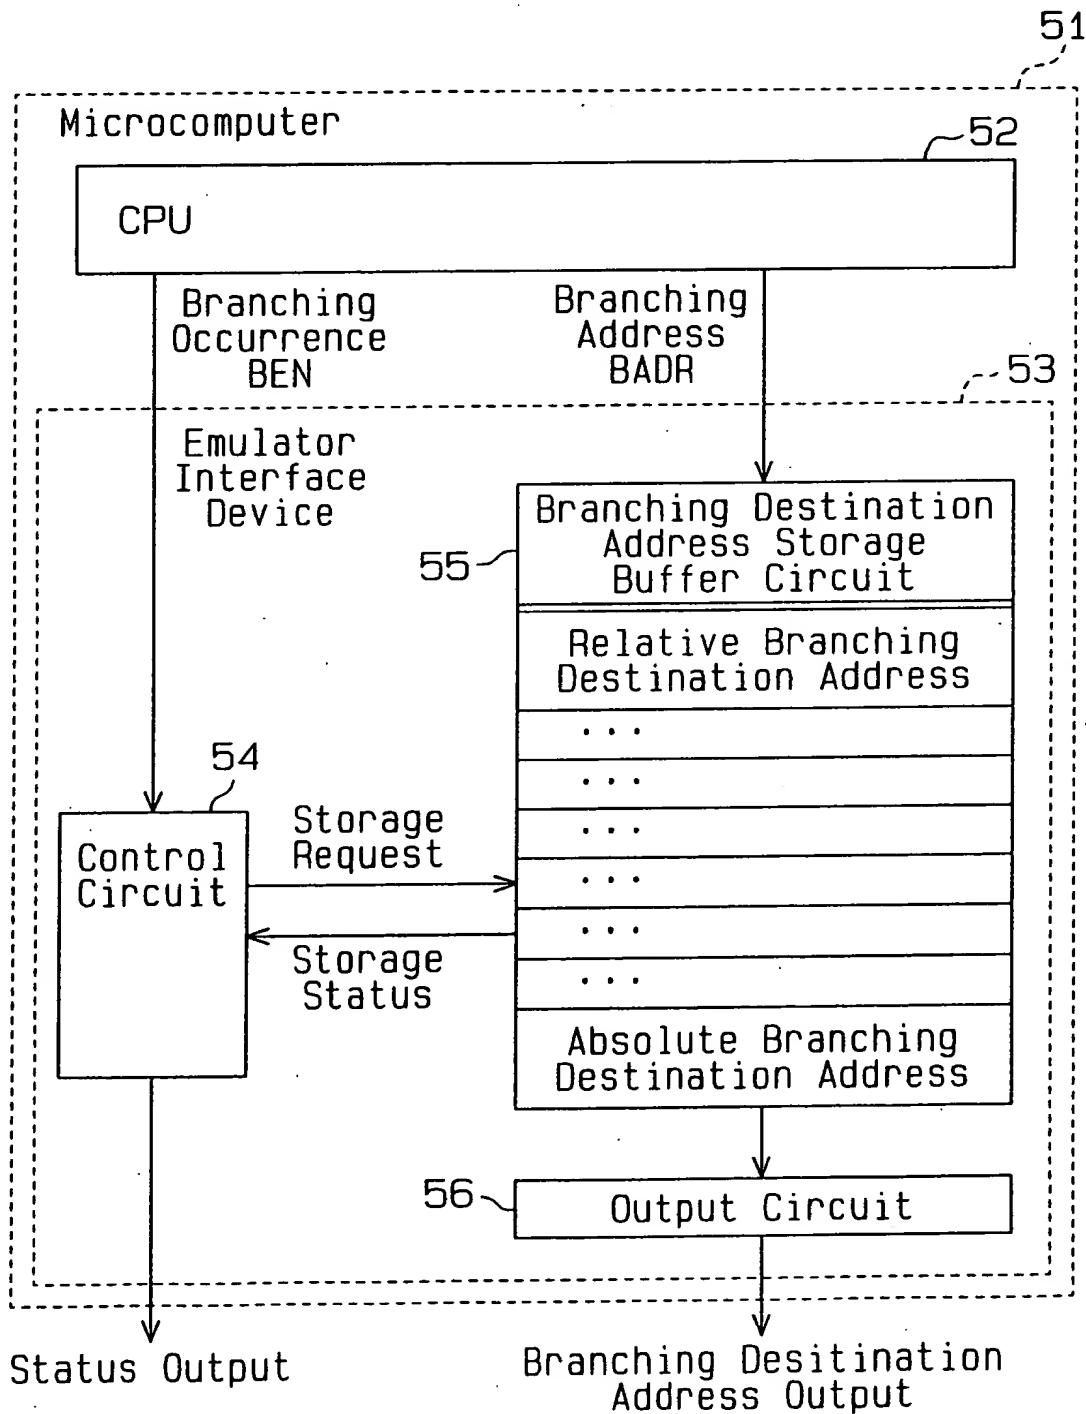 51
Microcomputer
52
CPU
Branching
Occurrence
BEN
Branching
Address
BADR
53
Emulator
Interface
Device
55
Branching Destination
Address Storage
Buffer Circuit
Relative Branching
Destination Address
...
...
...
...
...
...
54
Control
Circuit
Storage
Request
Storage
Status
Absolute Branching
Destination Address
56
Output Circuit
Status Output
Branching Desitination
Address Output